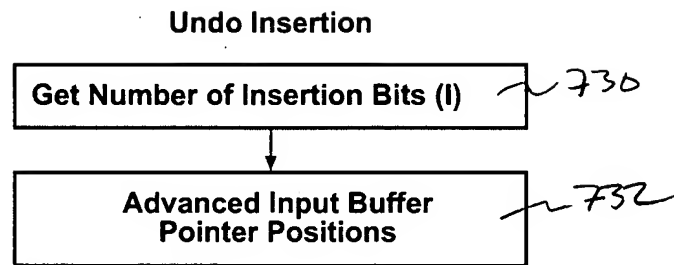 Undo Insertion
Get Number of Insertion Bits (I) 730
Advanced Input Buffer
Pointer Positions
732